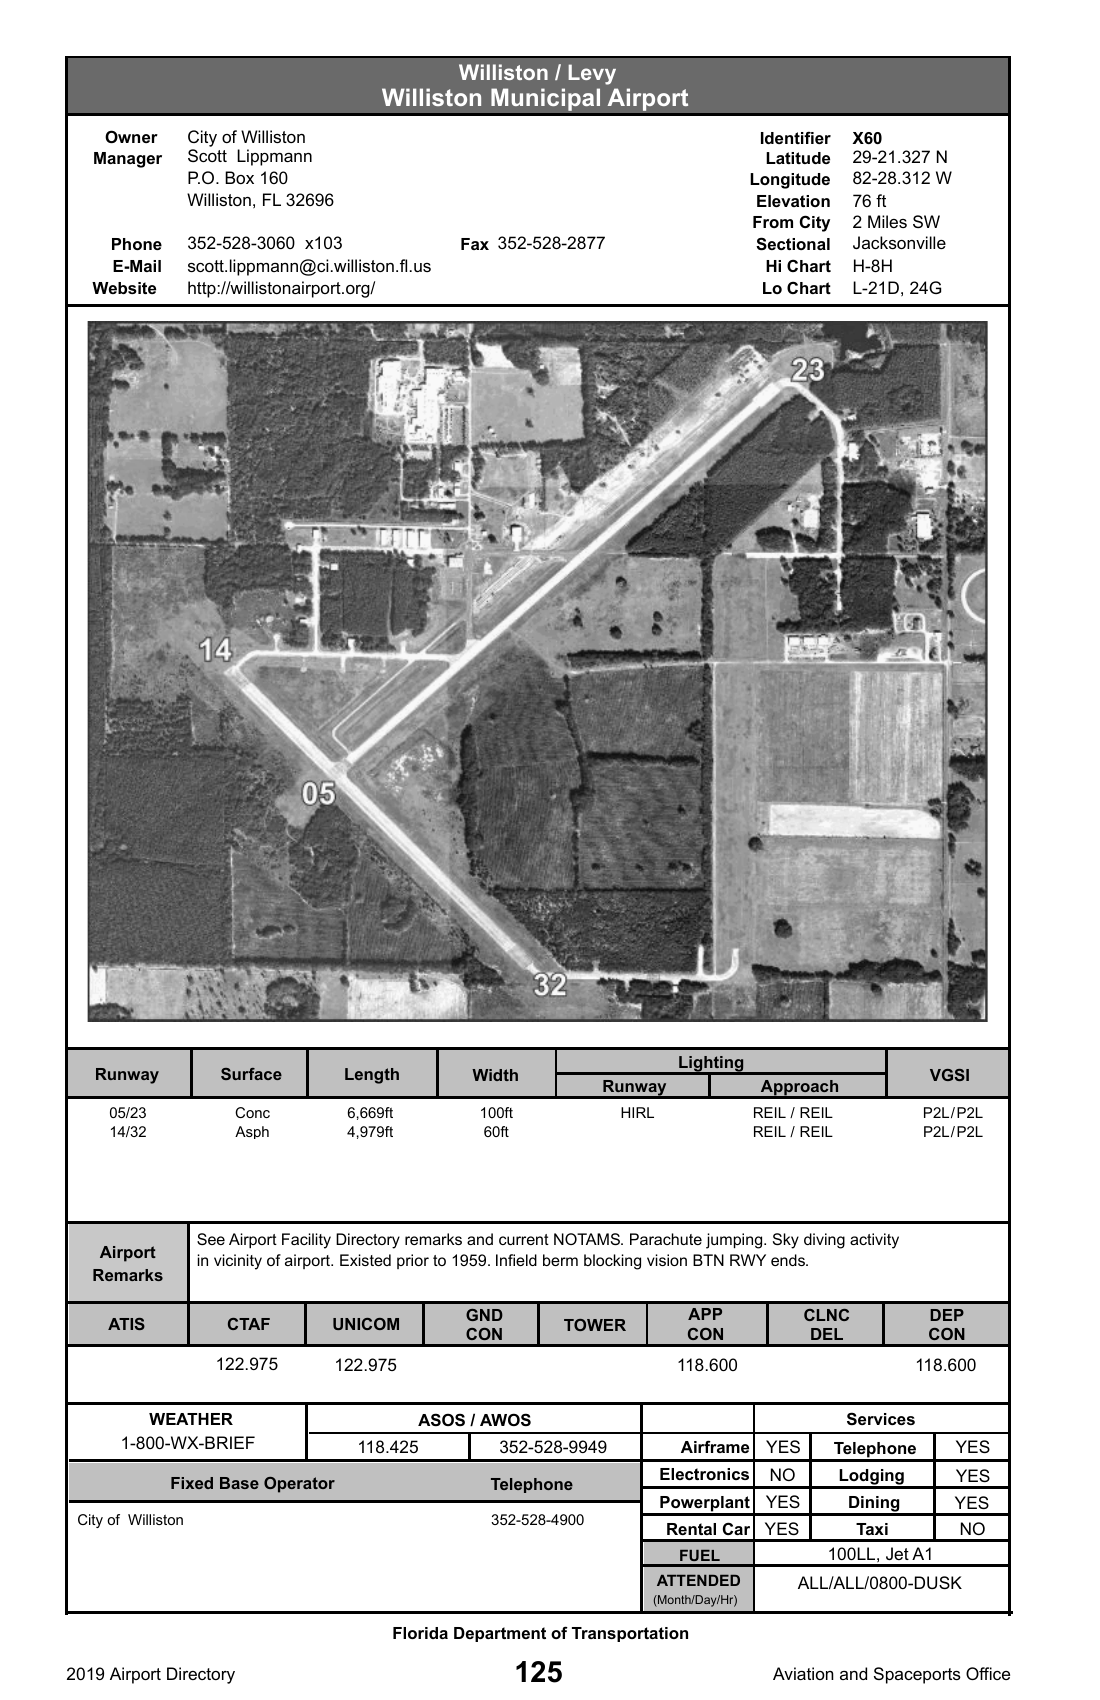 Williston / Levy
Williston Municipal Airport
Owner City of Williston
Manager Scott Lippmann
P.O. Box 160
Williston, FL 32696
Phone 352-528-3060 x103 Fax 352-528-2877
E-Mail scott.lippmann@ci.williston.fl.us
Website http://willistonairport.org/
Identifier X60
Latitude 29-21.327 N
Longitude 82-28.312 W
Elevation 76 ft
From City 2 Miles SW
Sectional Jacksonville
Hi Chart H-8H
Lo Chart L-21D, 24G
23
14
05
32
Runway Surface Length Width Lighting VGSI
Runway Approach
05/23 Conc 6,669ft 100ft HIRL REIL / REIL P2L/P2L
14/32 Asph 4,979ft 60ft REIL / REIL P2L/P2L
Airport Remarks
See Airport Facility Directory remarks and current NOTAMS. Parachute jumping. Sky diving activity
in vicinity of airport. Existed prior to 1959. Infield berm blocking vision BTN RWY ends.
ATIS CTAF UNICOM GND CON TOWER APP CON CLNC DEL DEP CON
122.975 122.975 118.600 118.600
WEATHER
1-800-WX-BRIEF
ASOS / AWOS
118.425 352-528-9949
Fixed Base Operator Telephone
City of Williston 352-528-4900
Services
Airframe YES Telephone YES
Electronics NO Lodging YES
Powerplant YES Dining YES
Rental Car YES Taxi NO
FUEL 100LL, Jet A1
ATTENDED ALL/ALL/0800-DUSK
(Month/Day/Hr)
Florida Department of Transportation
2019 Airport Directory 125 Aviation and Spaceports Office